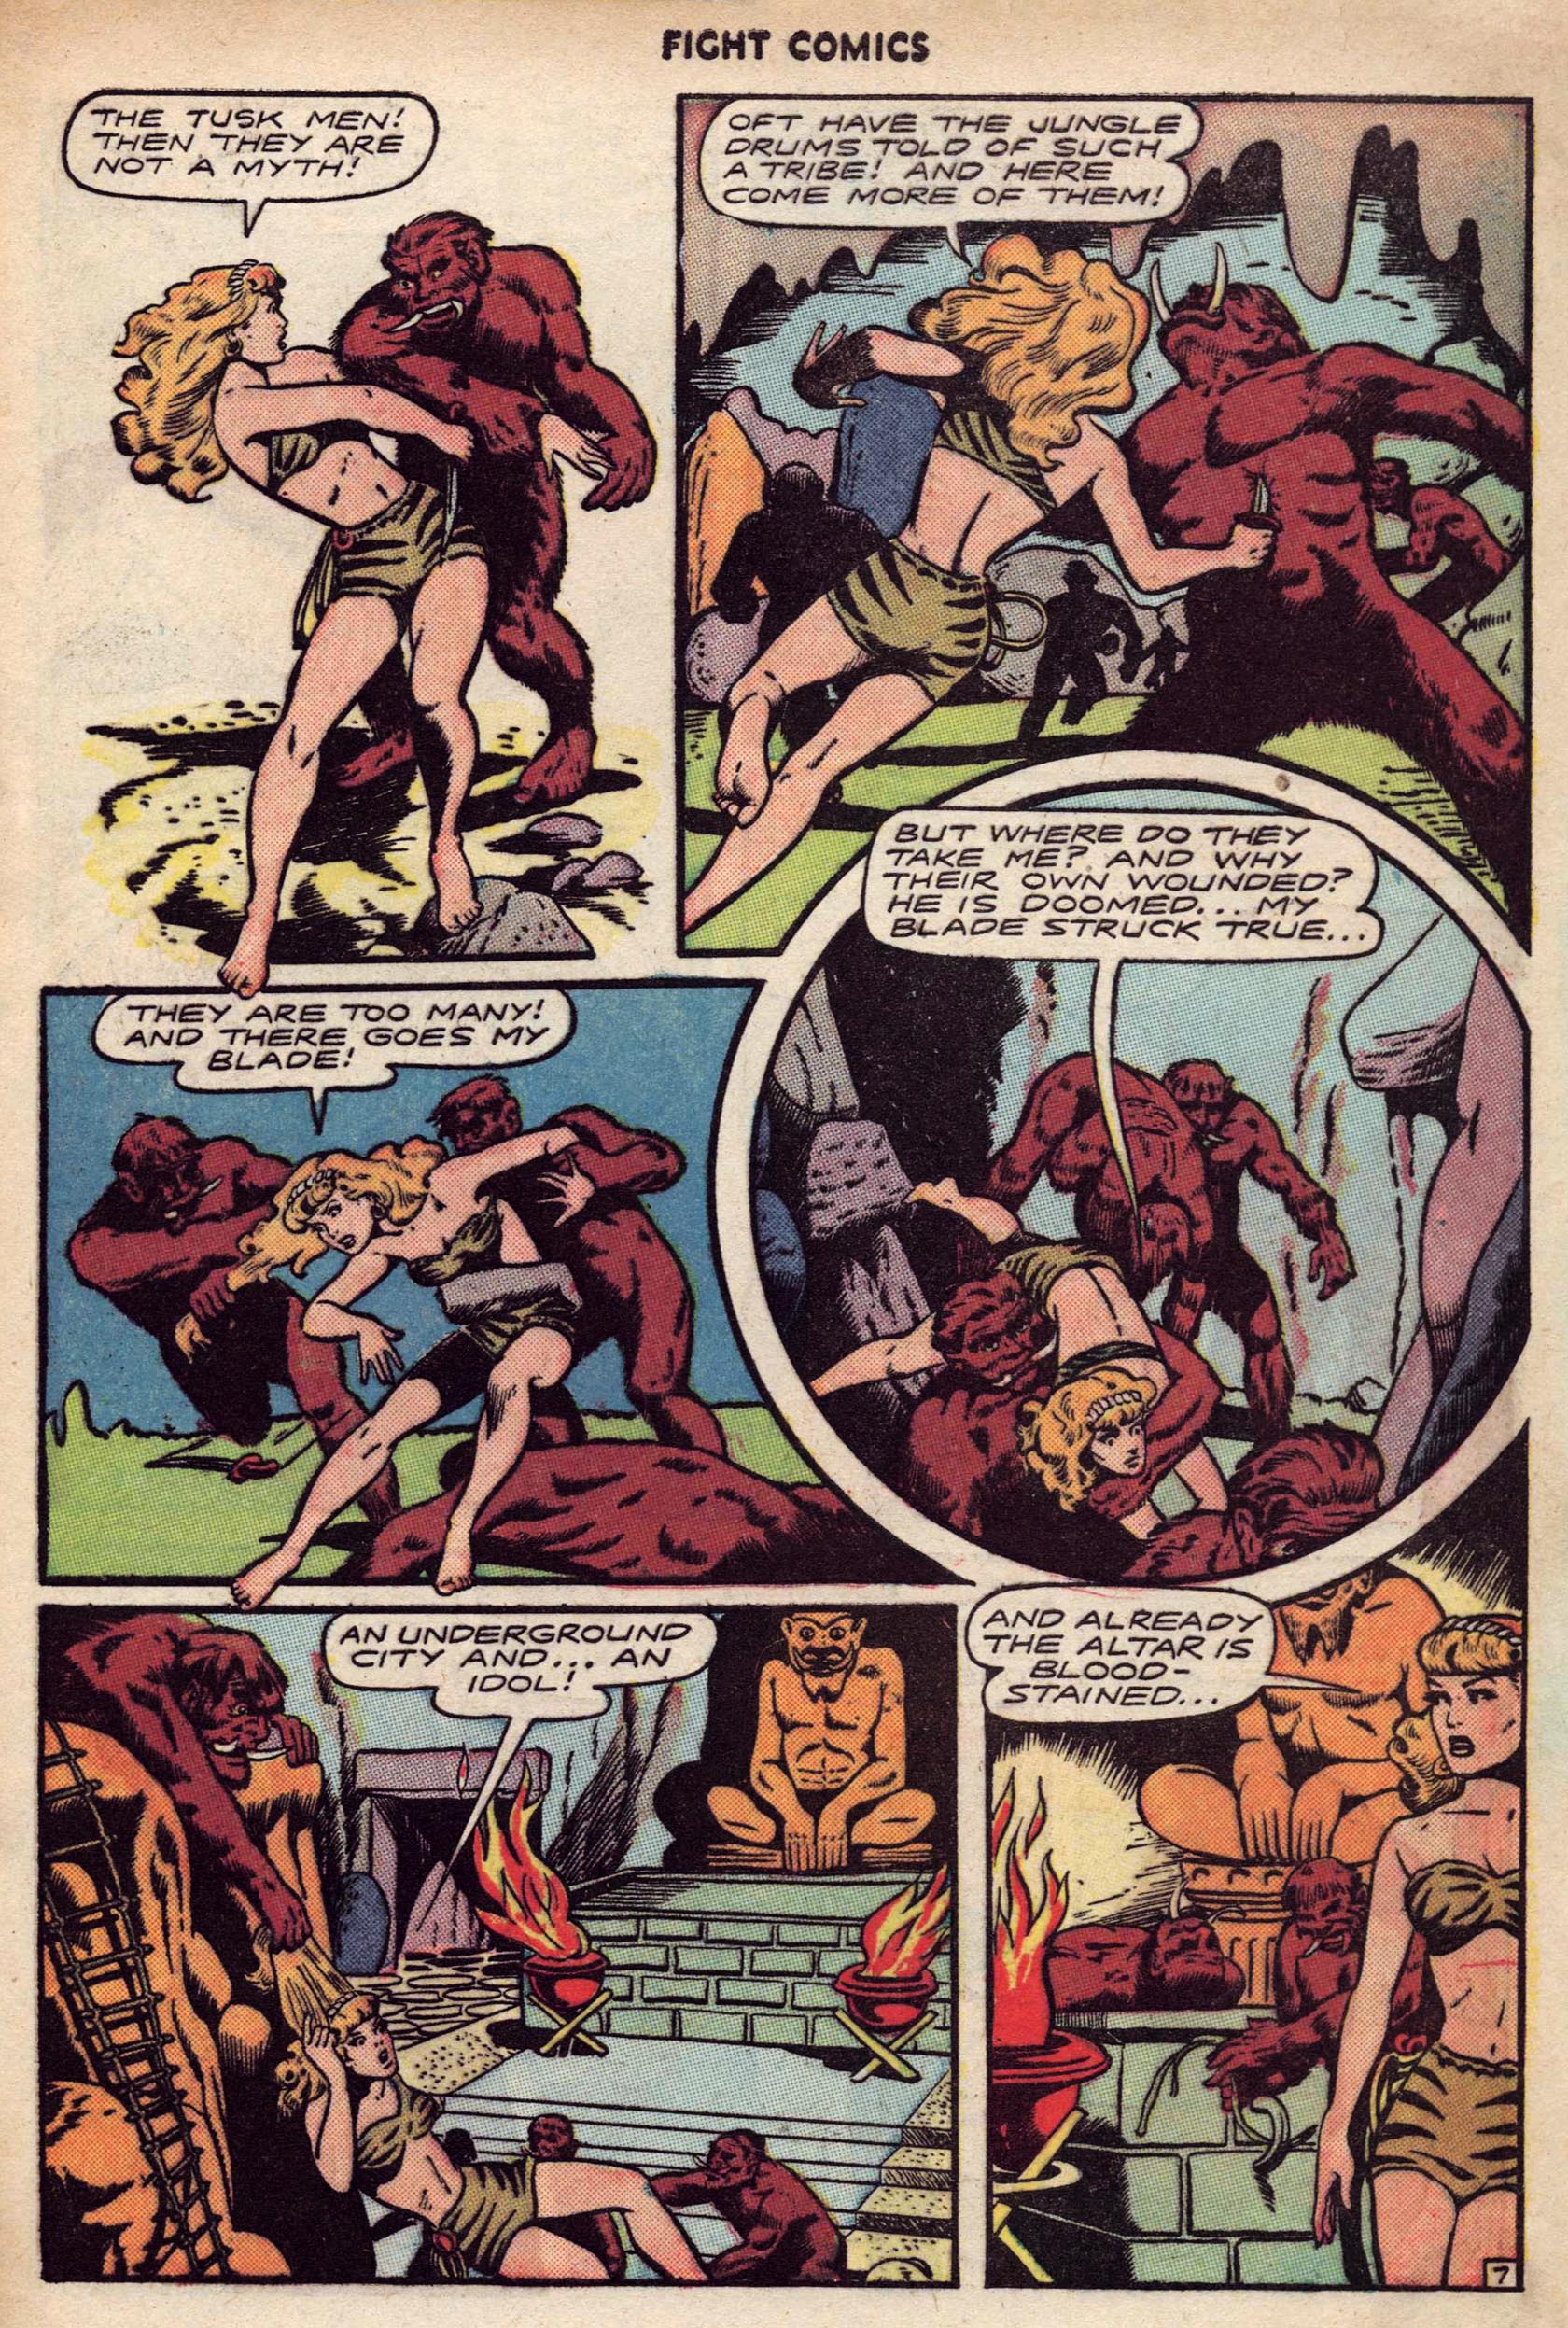 FIGHT COMICS
THE TUSK MEN!
THEN THEY ARE
NOT A MYTH!
OFT HAVE THE JUNGLE
DRUMS TOLD OF SUCH
A TRIBE! AND HERE
COME MORE OF THEM!
THEY ARE TOO MANY!
AND THERE GOES MY
BLADE!
BUT WHERE DO THEY
TAKE ME? AND WHY
THEIR OWN WOUNDED?
HE IS DOOMED... MY
BLADE STRUCK TRUE...
AN UNDERGROUND
CITY AND... AN
IDOL!
AND ALREADY
THE ALTAR IS
BLOOD-
STAINED...
7